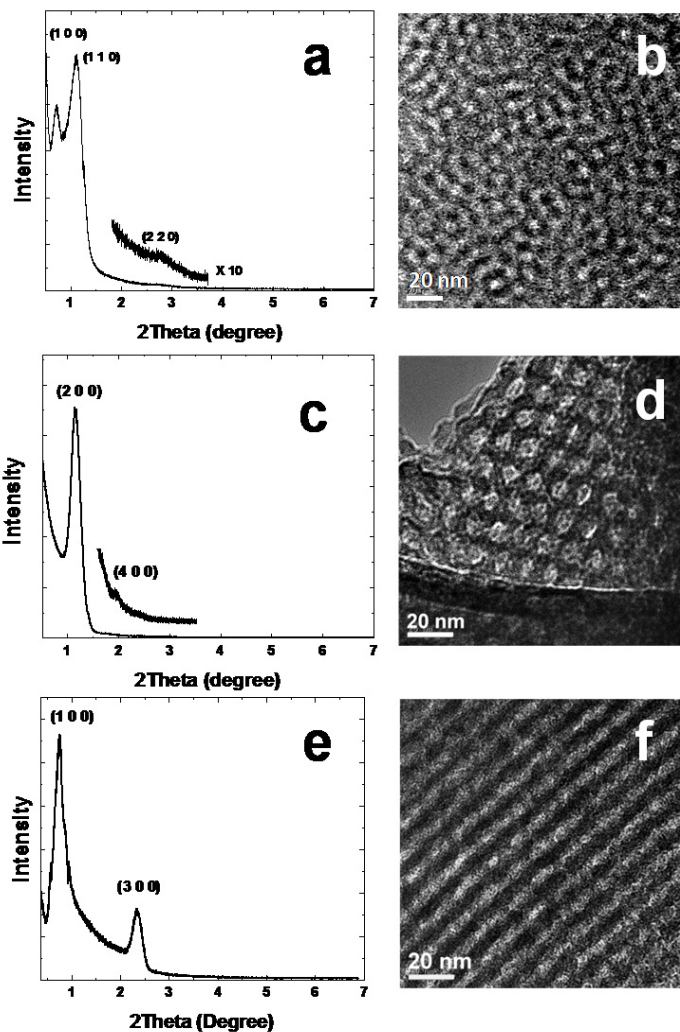 (1 0 0)
(1 1 0)
a
(2 2 0)
X 10
Intensity
1 2 3 4 5 6 7
2Theta (degree)
b
20 nm
(2 0 0)
c
(4 0 0)
Intensity
1 2 3 4 5 6 7
2Theta (degree)
d
20 nm
(1 0 0)
e
(3 0 0)
Intensity
1 2 3 4 5 6 7
2Theta (Degree)
f
20 nm